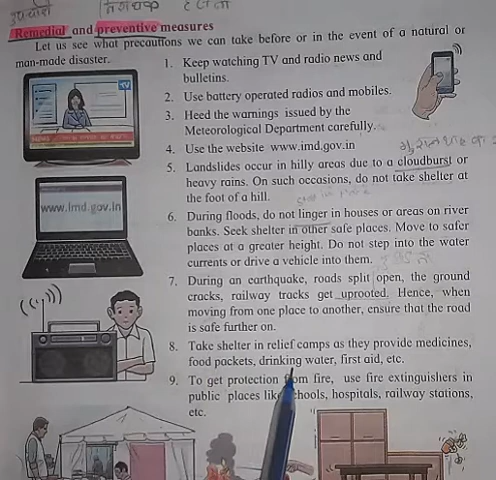 Remedial and preventive measures
Let us see what precautions we can take before or in the event of a natural or
man-made disaster.
1. Keep watching TV and radio news and
bulletins.
2. Use battery operated radios and mobiles.
3. Heed the warnings issued by the
Meteorological Department carefully.
4. Use the website www.imd.gov.in
5. Landslides occur in hilly areas due to a cloudburst or
heavy rains. On such occasions, do not take shelter at
the foot of a hill.
6. During floods, do not linger in houses or areas on river
banks. Seek shelter in other safe places. Move to safer
places at a greater height. Do not step into the water
currents or drive a vehicle into them.
7. During an earthquake, roads split open, the ground
cracks, railway tracks get uprooted. Hence, when
moving from one place to another, ensure that the road
is safe further on.
8. Take shelter in relief camps as they provide medicines,
food packets, drinking water, first aid, etc.
9. To get protection from fire, use fire extinguishers in
public places like schools, hospitals, railway stations,
etc.
TV
NEWS
www.imd.gov.in